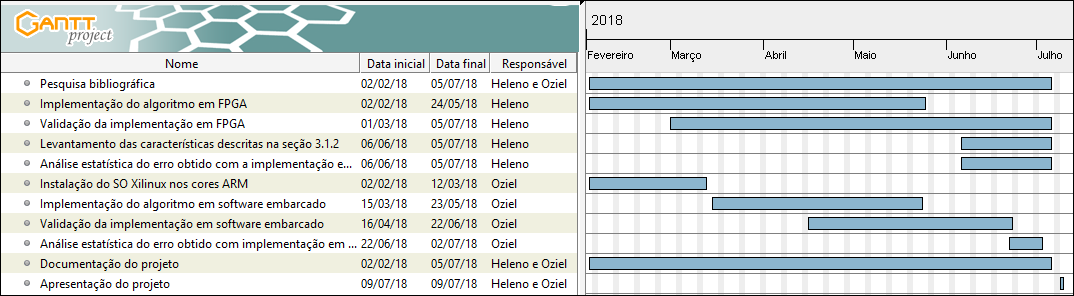 GANTT project
2018
Fevereiro Março Abril Maio Junho Julho
Nome Data inicial Data final Responsável
Pesquisa bibliográfica 02/02/18 05/07/18 Heleno e Oziel
Implementação do algoritmo em FPGA 02/02/18 24/05/18 Heleno
Validação da implementação em FPGA 01/03/18 05/07/18 Heleno
Levantamento das características descritas na seção 3.1.2 06/06/18 05/07/18 Heleno
Análise estatística do erro obtido com a implementação e... 06/06/18 05/07/18 Heleno
Instalação do SO Xilinux nos cores ARM 02/02/18 12/03/18 Oziel
Implementação do algoritmo em software embarcado 15/03/18 23/05/18 Oziel
Validação da implementação em software embarcado 16/04/18 22/06/18 Oziel
Análise estatística do erro obtido com implementação em ... 22/06/18 02/07/18 Oziel
Documentação do projeto 02/02/18 05/07/18 Heleno e Oziel
Apresentação do projeto 09/07/18 09/07/18 Heleno e Oziel